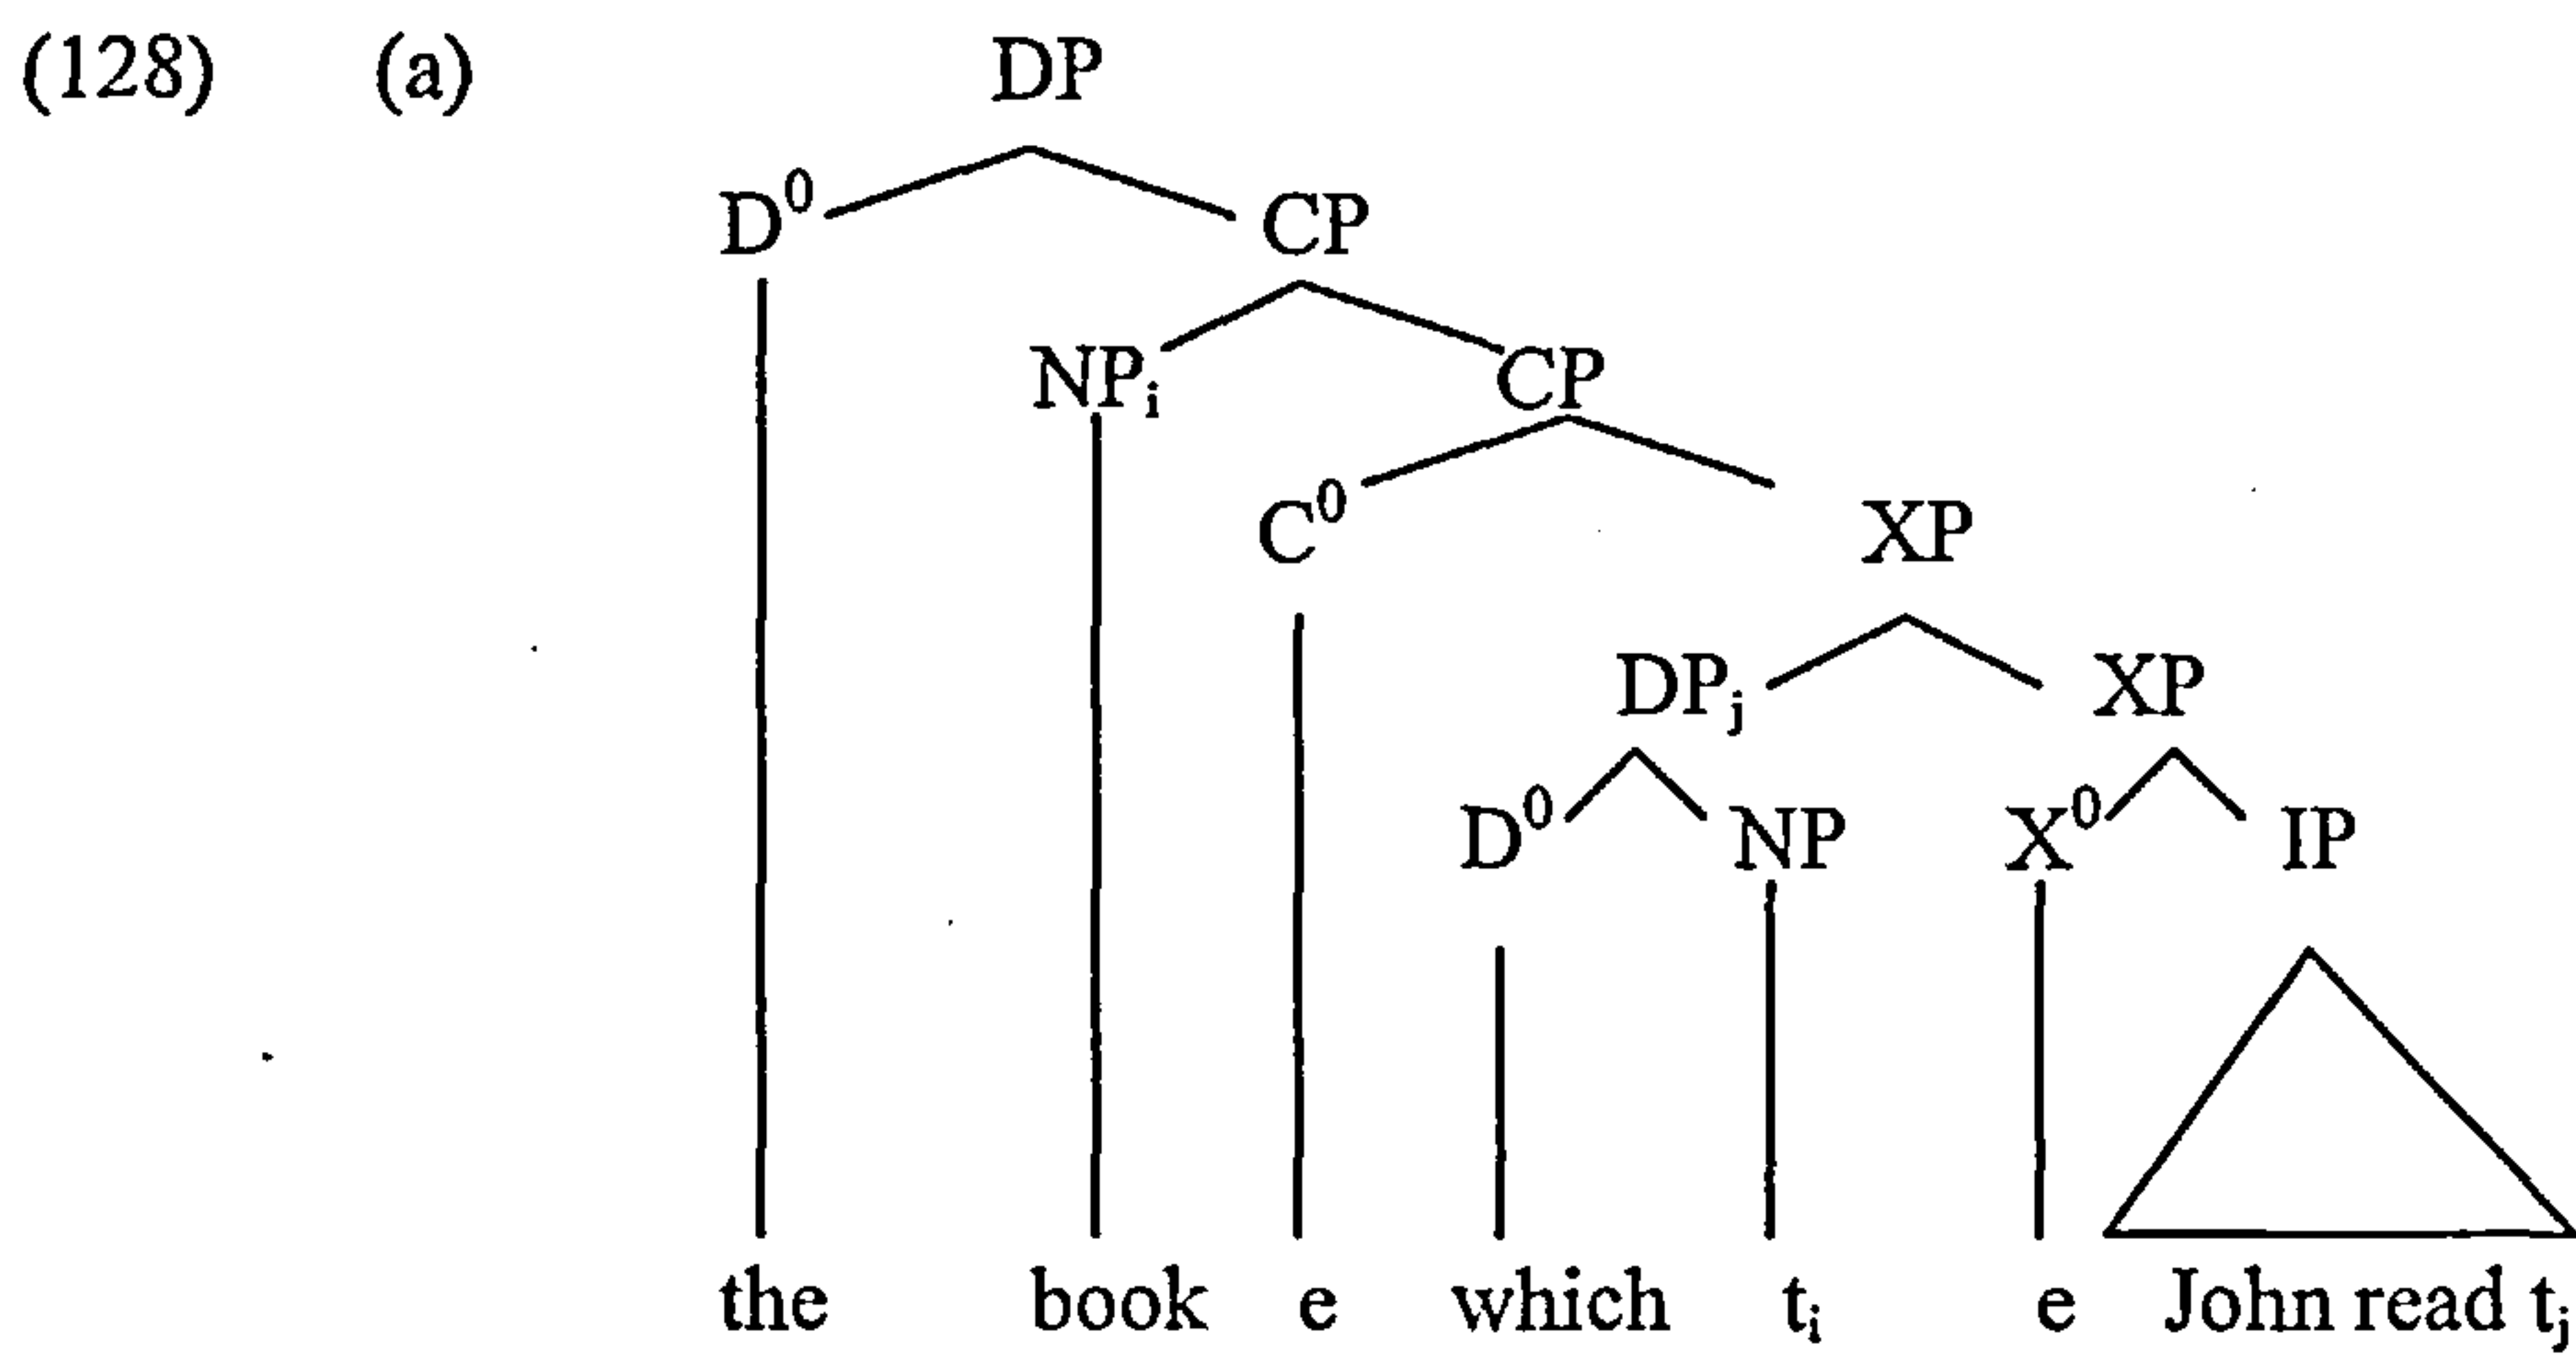 (128) (a) DP
D⁰ CP
NPᵢ CP
C⁰ XP
DPⱼ XP
D⁰ NP X⁰ IP
the book e which tᵢ e John read tⱼ